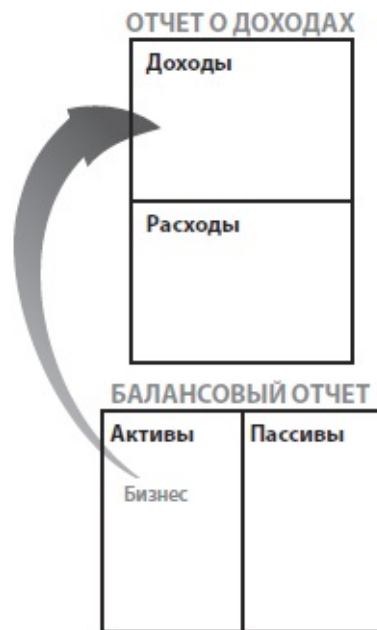 ОТЧЕТ О ДОХОДАХ
Доходы
Расходы
БАЛАНСОВЫЙ ОТЧЕТ
Активы
Пассивы
Бизнес